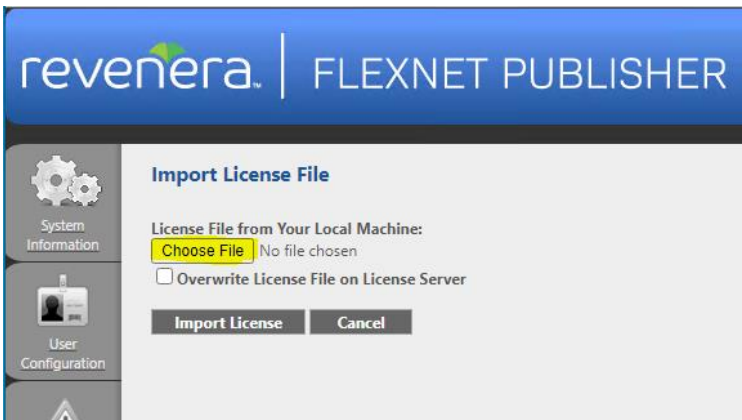 revenera™ | FLEXNET PUBLISHER
System
Information
User
Configuration
Import License File
License File from Your Local Machine:
Choose File No file chosen
Overwrite License File on License Server
Import License Cancel